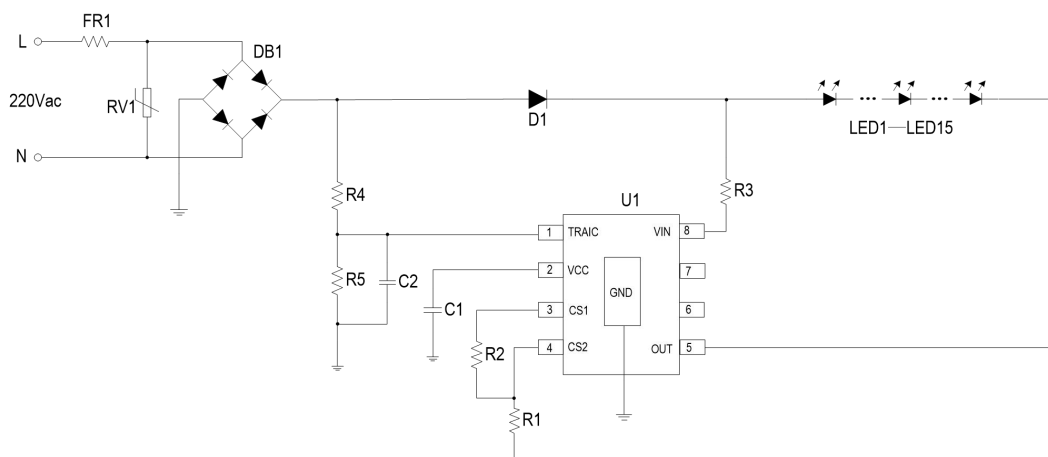 FR1
L
DB1
220Vac
RV1
N
D1
LED1—LED15
R4
R3
U1
1 TRAIC VIN 8
R5
C2
2 VCC 7
C1
GND
3 CS1 6
R2
4 CS2 OUT 5
R1